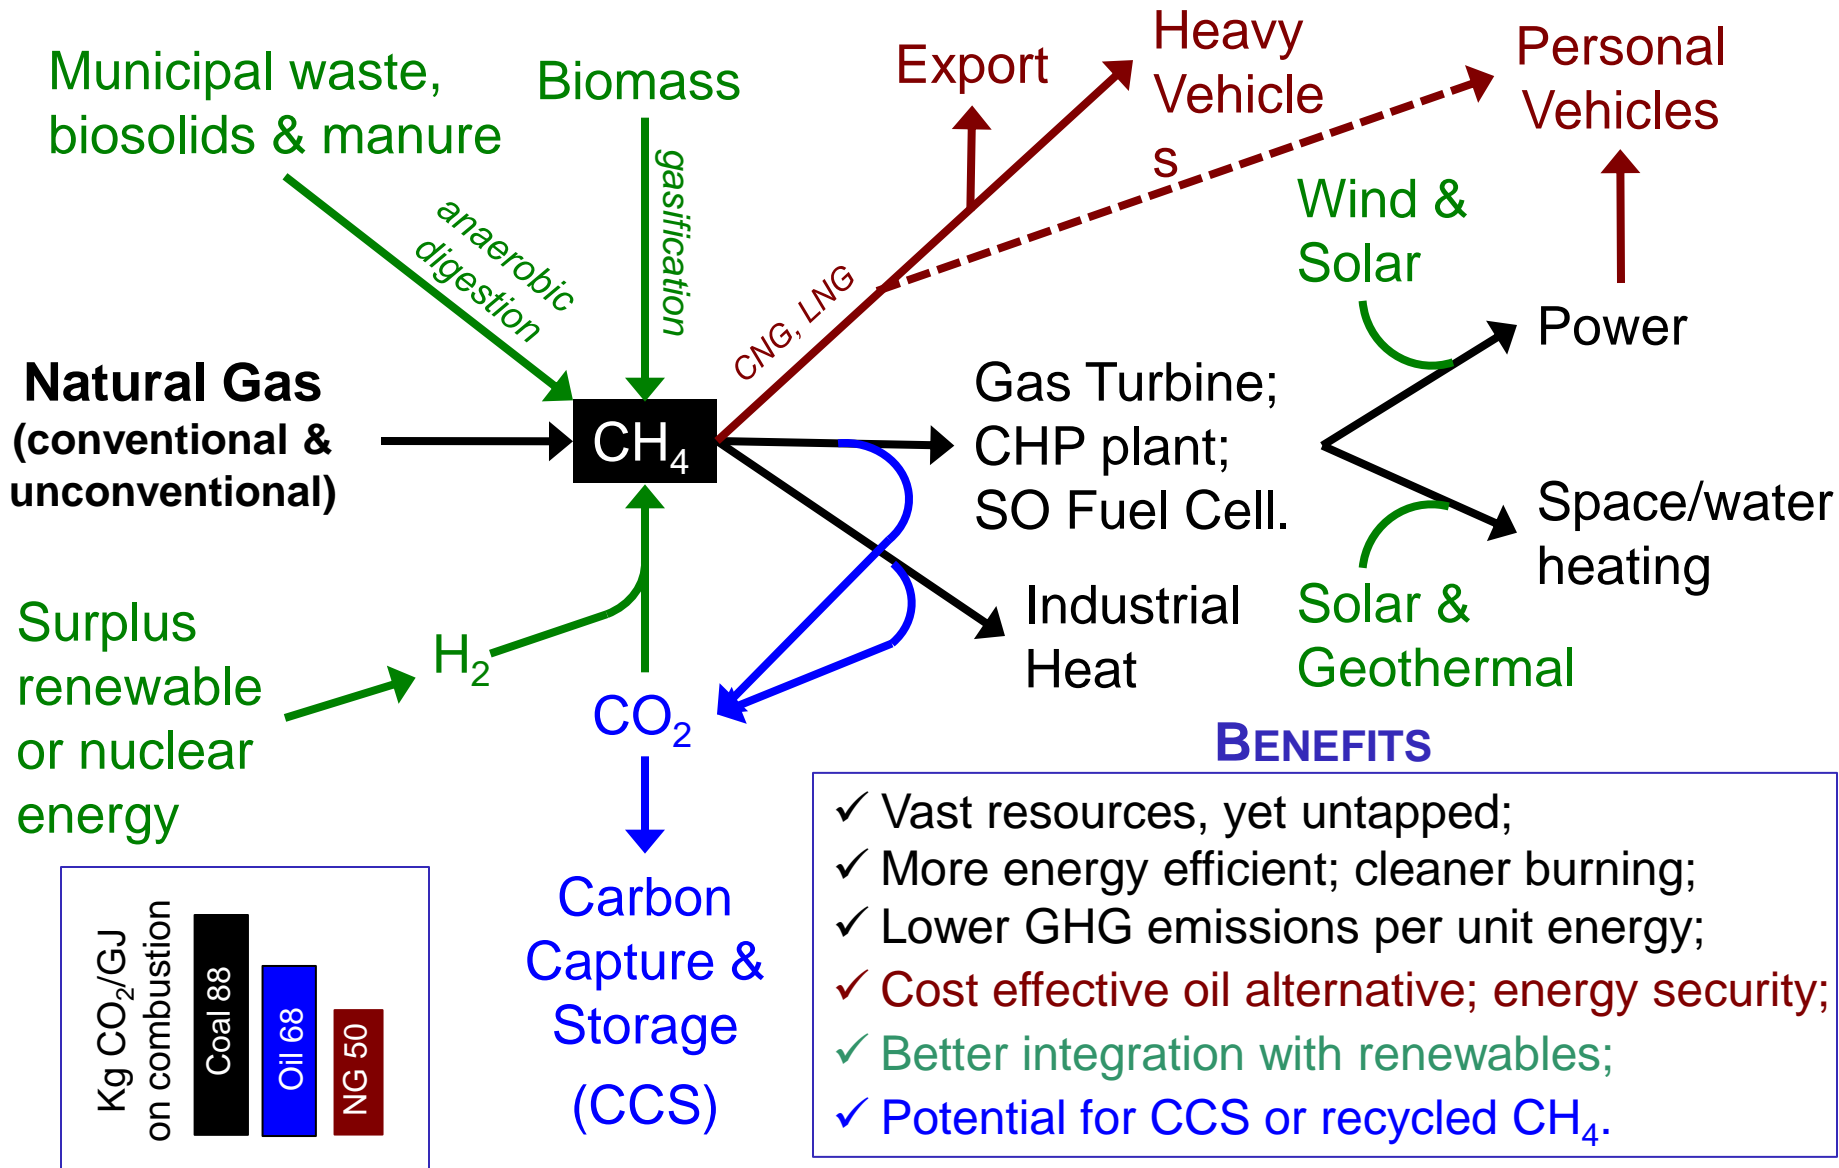 Municipal waste,
biosolids & manure
Biomass
Export
Heavy
Vehicle
s
Personal
Vehicles
anaerobic
digestion
gasification
CNG, LNG
Wind &
Solar
Power
Natural Gas
(conventional &
unconventional)
CH₄
Gas Turbine;
CHP plant;
SO Fuel Cell.
Space/water
heating
Industrial
Heat
Solar &
Geothermal
Surplus
renewable
or nuclear
energy
H₂
CO₂
Carbon
Capture &
Storage
(CCS)
Kg CO₂/GJ
on combustion
Coal 88
Oil 68
NG 50
BENEFITS
✓ Vast resources, yet untapped;
✓ More energy efficient; cleaner burning;
✓ Lower GHG emissions per unit energy;
✓ Cost effective oil alternative; energy security;
✓ Better integration with renewables;
✓ Potential for CCS or recycled CH₄.